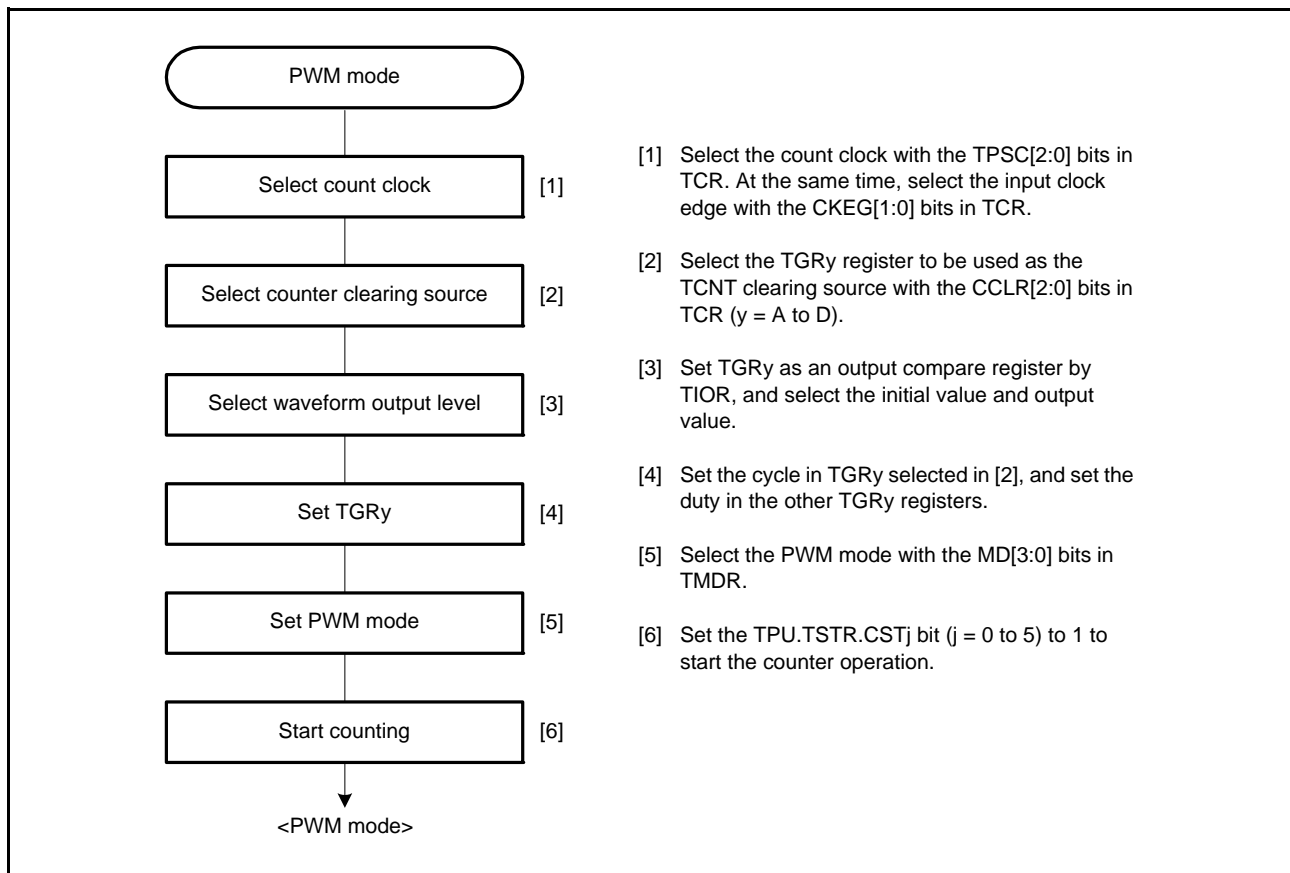 PWM mode
Select count clock
[1]
Select counter clearing source
[2]
Select waveform output level
[3]
Set TGRy
[4]
Set PWM mode
[5]
Start counting
[6]
<PWM mode>
[1] Select the count clock with the TPSC[2:0] bits in
TCR. At the same time, select the input clock
edge with the CKEG[1:0] bits in TCR.
[2] Select the TGRy register to be used as the
TCNT clearing source with the CCLR[2:0] bits in
TCR (y = A to D).
[3] Set TGRy as an output compare register by
TIOR, and select the initial value and output
value.
[4] Set the cycle in TGRy selected in [2], and set the
duty in the other TGRy registers.
[5] Select the PWM mode with the MD[3:0] bits in
TMDR.
[6] Set the TPU.TSTR.CSTj bit (j = 0 to 5) to 1 to
start the counter operation.